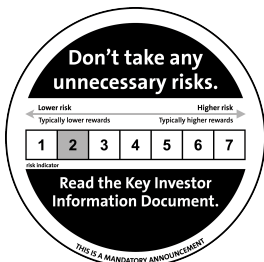 Don’t take any
unnecessary risks.
Lower risk Higher risk
Typically lower rewards Typically higher rewards
1 2 3 4 5 6 7
risk indicator
Read the Key Investor
Information Document.
THIS IS A MANDATORY ANNOUNCEMENT